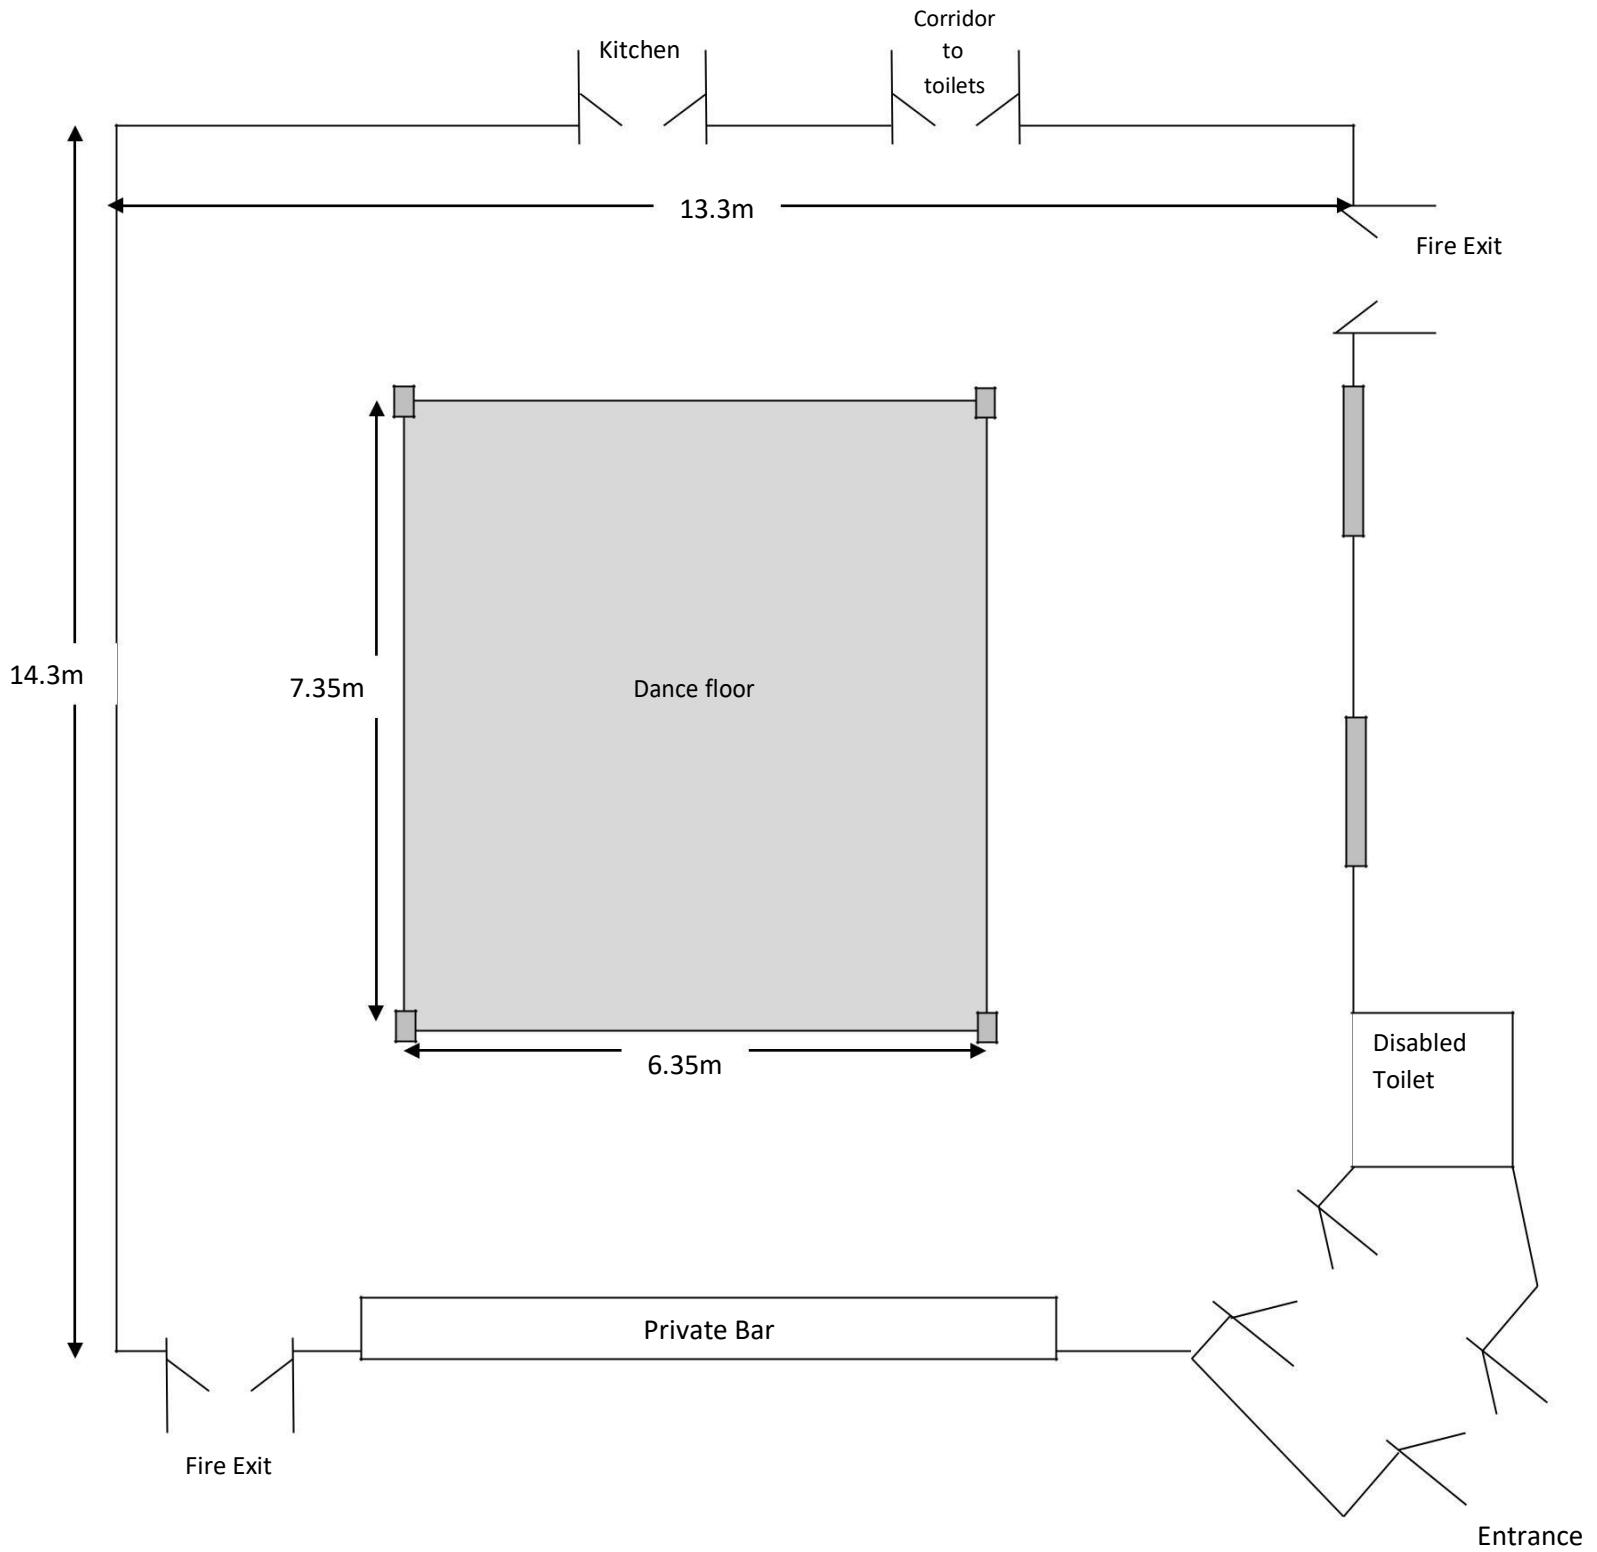 Corridor
to
toilets
Kitchen
13.3m
Fire Exit
14.3m
7.35m
Dance floor
6.35m
Disabled
Toilet
Private Bar
Fire Exit
Entrance